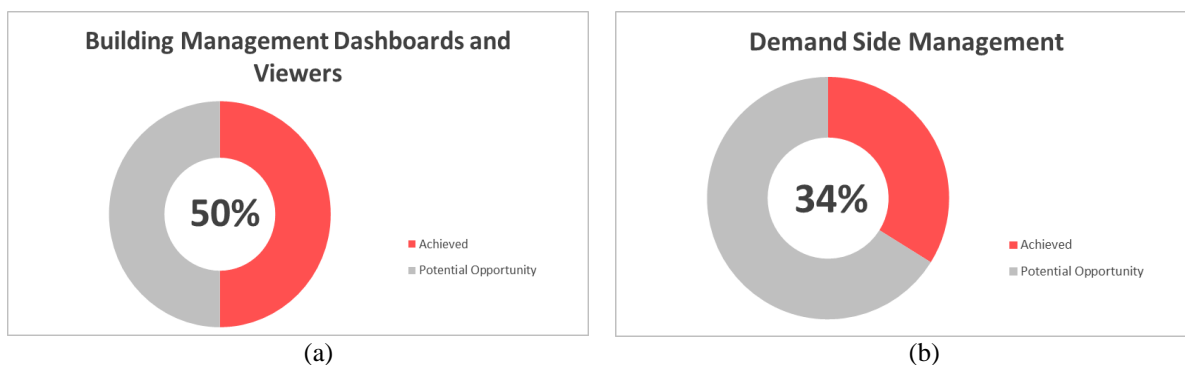 Building Management Dashboards and
Viewers
50%
Achieved
Potential Opportunity
(a)
Demand Side Management
34%
Achieved
Potential Opportunity
(b)